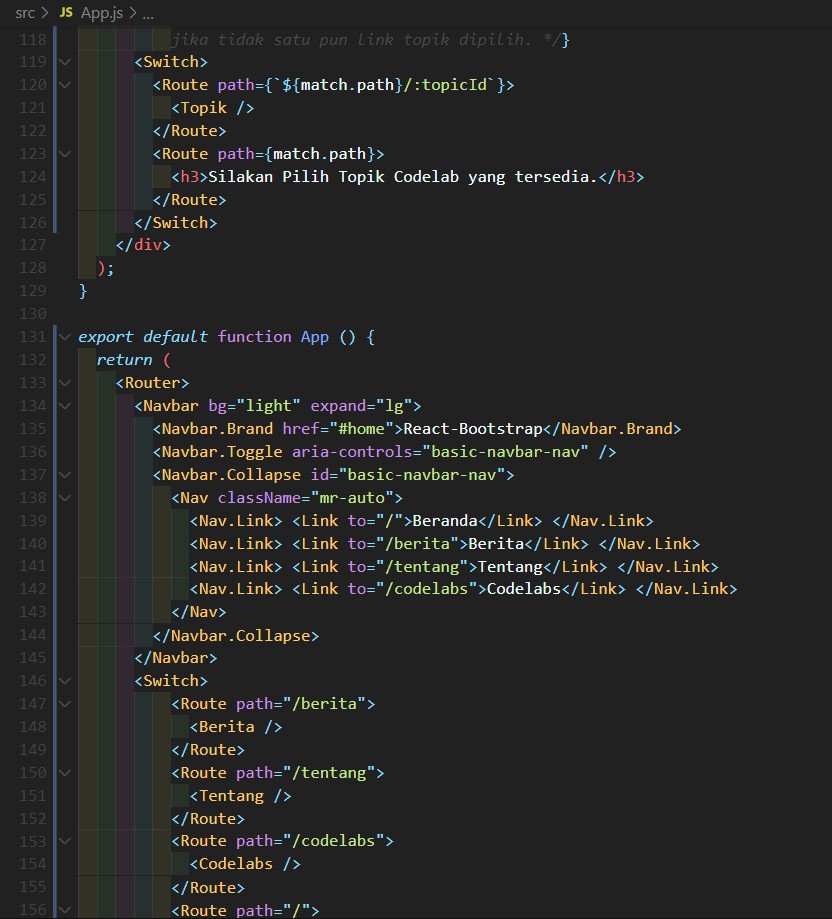 src > JS App.js > ...
118 jika tidak satu pun link topik dipilih. */}
119 <Switch>
120 <Route path={`${match.path}/:topicId`}>
121 <Topik />
122 </Route>
123 <Route path={match.path}>
124 <h3>Silakan Pilih Topik Codelab yang tersedia.</h3>
125 </Route>
126 </Switch>
127 </div>
128 );
129 }
130
131 export default function App () {
132 return (
133 <Router>
134 <Navbar bg="light" expand="lg">
135 <Navbar.Brand href="#home">React-Bootstrap</Navbar.Brand>
136 <Navbar.Toggle aria-controls="basic-navbar-nav" />
137 <Navbar.Collapse id="basic-navbar-nav">
138 <Nav className="mr-auto">
139 <Nav.Link> <Link to="/">Beranda</Link> </Nav.Link>
140 <Nav.Link> <Link to="/berita">Berita</Link> </Nav.Link>
141 <Nav.Link> <Link to="/tentang">Tentang</Link> </Nav.Link>
142 <Nav.Link> <Link to="/codelabs">Codelabs</Link> </Nav.Link>
143 </Nav>
144 </Navbar.Collapse>
145 </Navbar>
146 <Switch>
147 <Route path="/berita">
148 <Berita />
149 </Route>
150 <Route path="/tentang">
151 <Tentang />
152 </Route>
153 <Route path="/codelabs">
154 <Codelabs />
155 </Route>
156 <Route path="/">